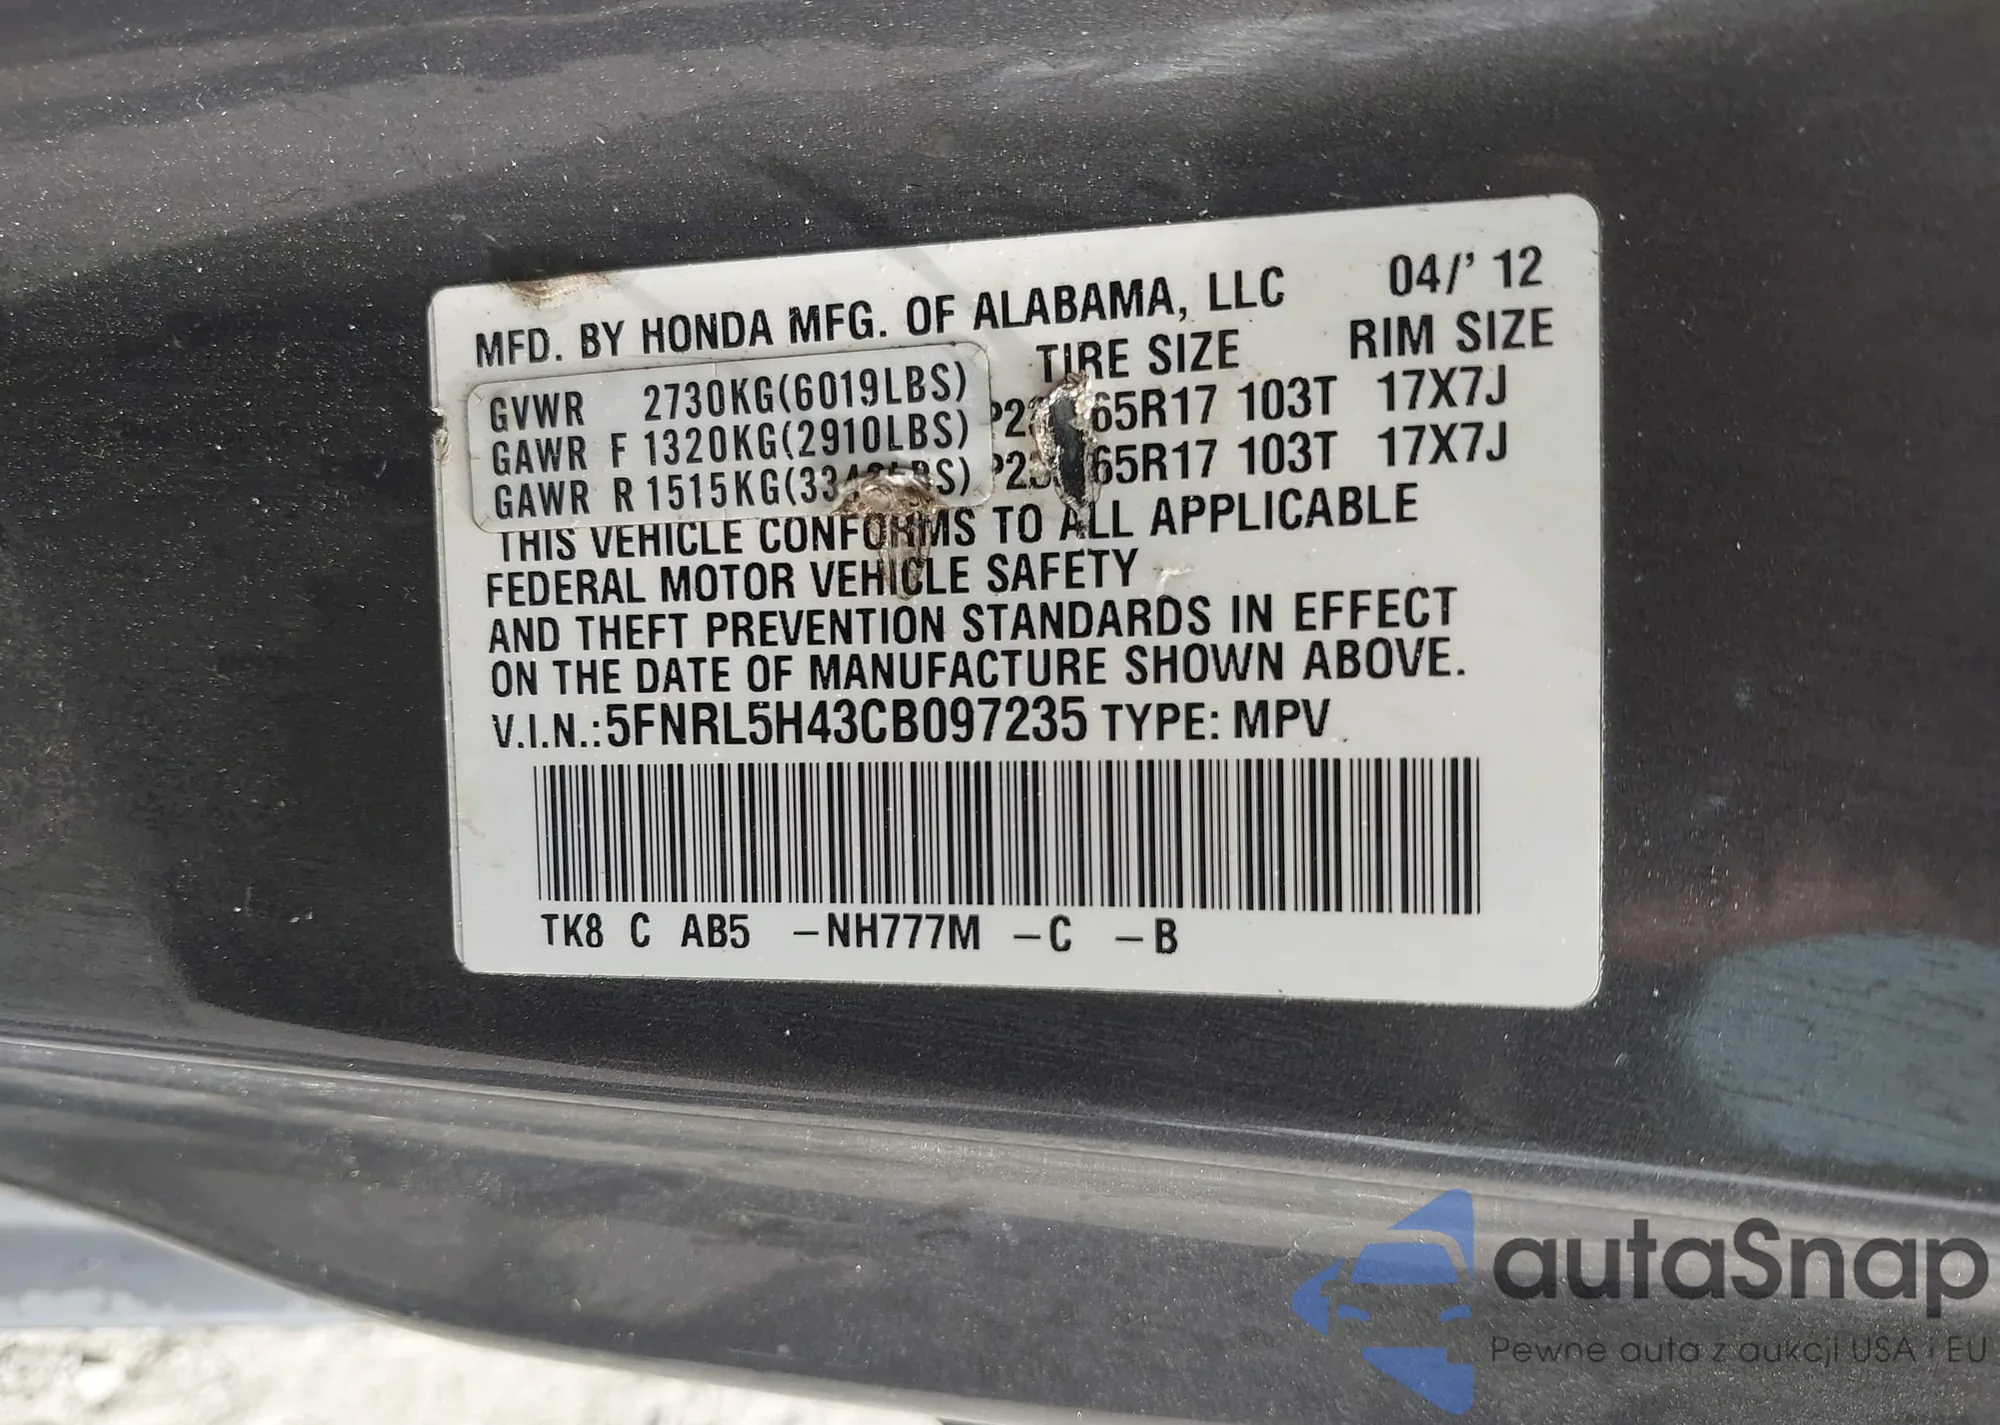 MFD. BY HONDA MFG. OF ALABAMA, LLC 04/' 12
TIRE SIZE RIM SIZE
GVWR 2730KG(6019LBS)
GAWR F 1320KG(2910LBS) 65R17 103T 17X7J
GAWR R 1515KG 65R17 103T 17X7J
THIS VEHICLE CONFORMS TO ALL APPLICABLE
FEDERAL MOTOR VEHICLE SAFETY
AND THEFT PREVENTION STANDARDS IN EFFECT
ON THE DATE OF MANUFACTURE SHOWN ABOVE.
V.I.N.: 5FNRL5H43CB097235 TYPE: MPV
TK8 C AB5 –NH777M –C –B
autaSnap
Pewne auta z aukcji USA i EU